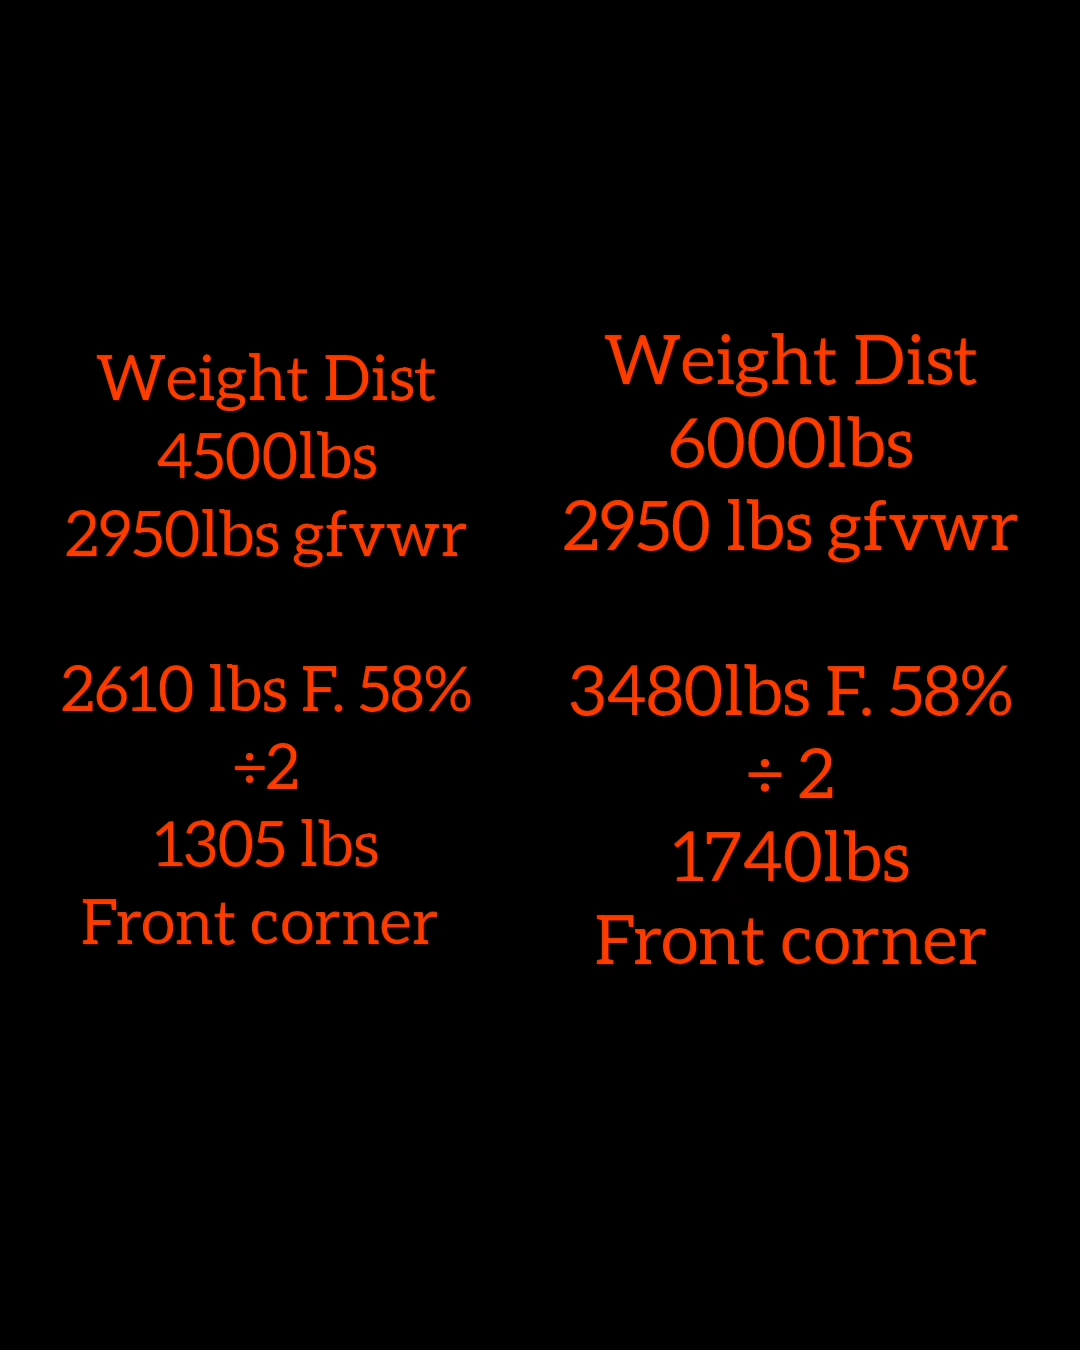 Weight Dist
4500lbs
2950lbs gfvwr
2610 lbs F. 58%
÷2
1305 lbs
Front corner
Weight Dist
6000lbs
2950 lbs gfvwr
3480lbs F. 58%
÷ 2
1740lbs
Front corner